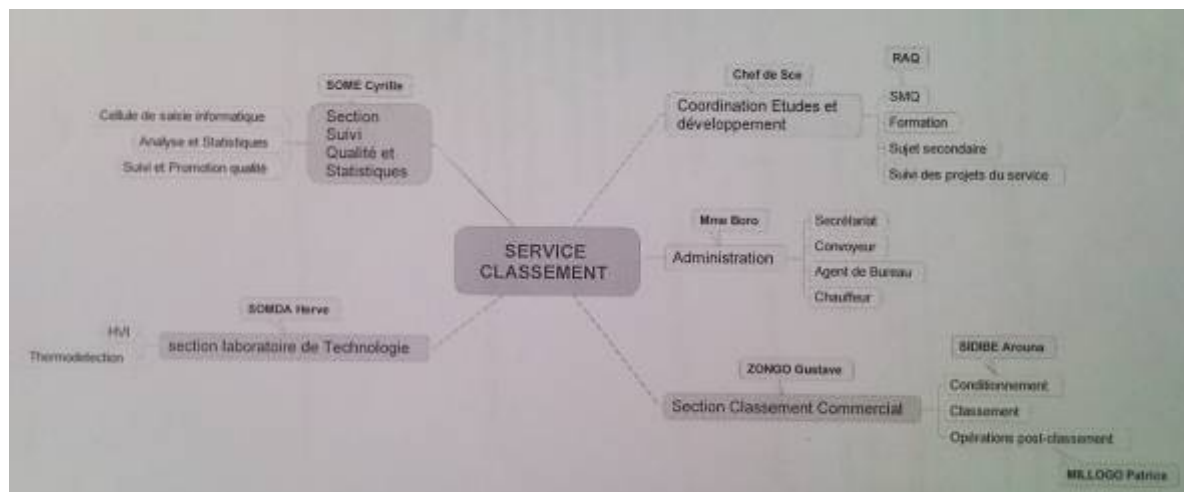 SOME Cyrille
Section
Suivi
Qualité et
Statistiques
Cellule de saisie informatique
Analyse et Statistiques
Suivi et Promotion qualité
Chef de Sce
Coordination Etudes et
développement
RAQ
SMQ
Formation
Sujet secondaire
Suivi des projets du service
SERVICE
CLASSEMENT
Mme Boro
Administration
Secrétariat
Convoyeur
Agent de Bureau
Chauffeur
SOMDA Herve
section laboratoire de Technologie
HVI
Thermodetection
ZONGO Gustave
Section Classement Commercial
SIDIBE Arouna
Conditionnement
Classement
Opérations post-classement
MILLOGO Patrice